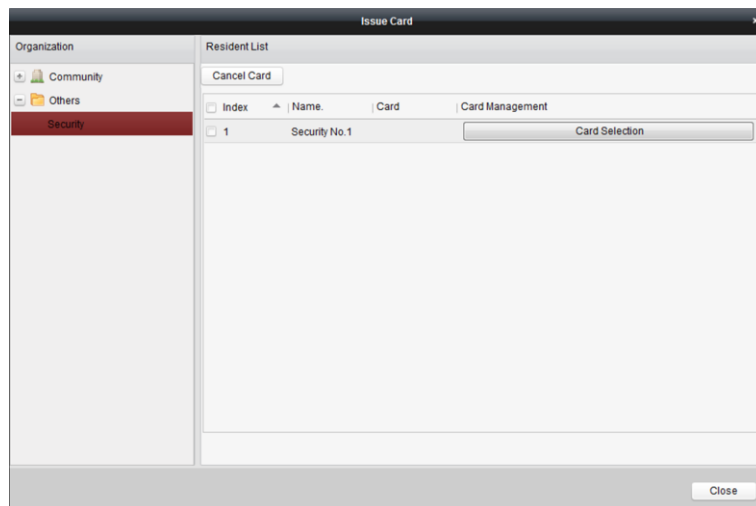 Issue Card
Organization
Resident List
Community
Others
Security
Cancel Card
Index Name. Card Card Management
1 Security No.1 Card Selection
Close